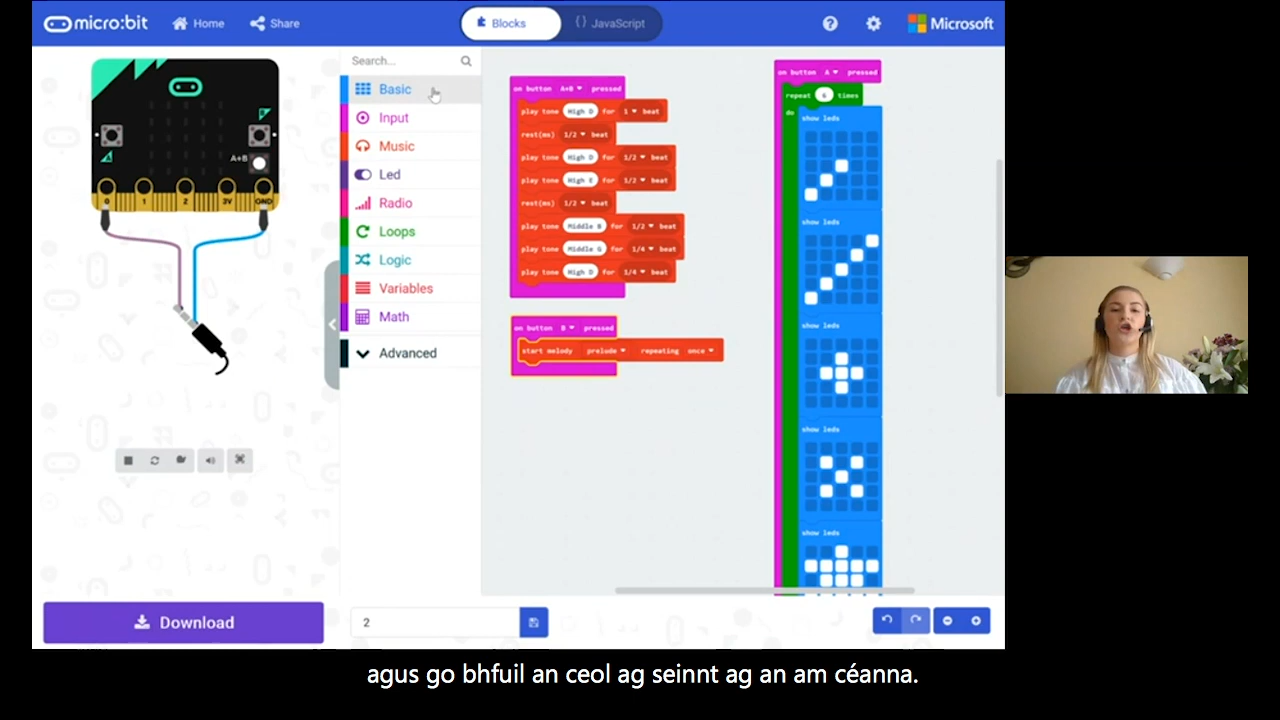 micro:bit
Home
Share
Blocks
{} JavaScript
?
Microsoft
Search...
Basic
Input
Music
Led
Radio
Loops
Logic
Variables
Math
Advanced
A
B
A+B
0 1 2 3V GND
on button A+B pressed
play tone High D for 1 beat
rest(ms) 1/2 beat
play tone High D for 1/2 beat
play tone High E for 1/2 beat
rest(ms) 1/2 beat
play tone Middle B for 1/2 beat
play tone Middle G for 1/4 beat
play tone High D for 1/4 beat
on button B pressed
start melody prelude repeating once
on button A pressed
repeat 6 times
do
show leds
show leds
show leds
show leds
show leds
Download
2
agus go bhfuil an ceol ag seinnt ag an am céanna.